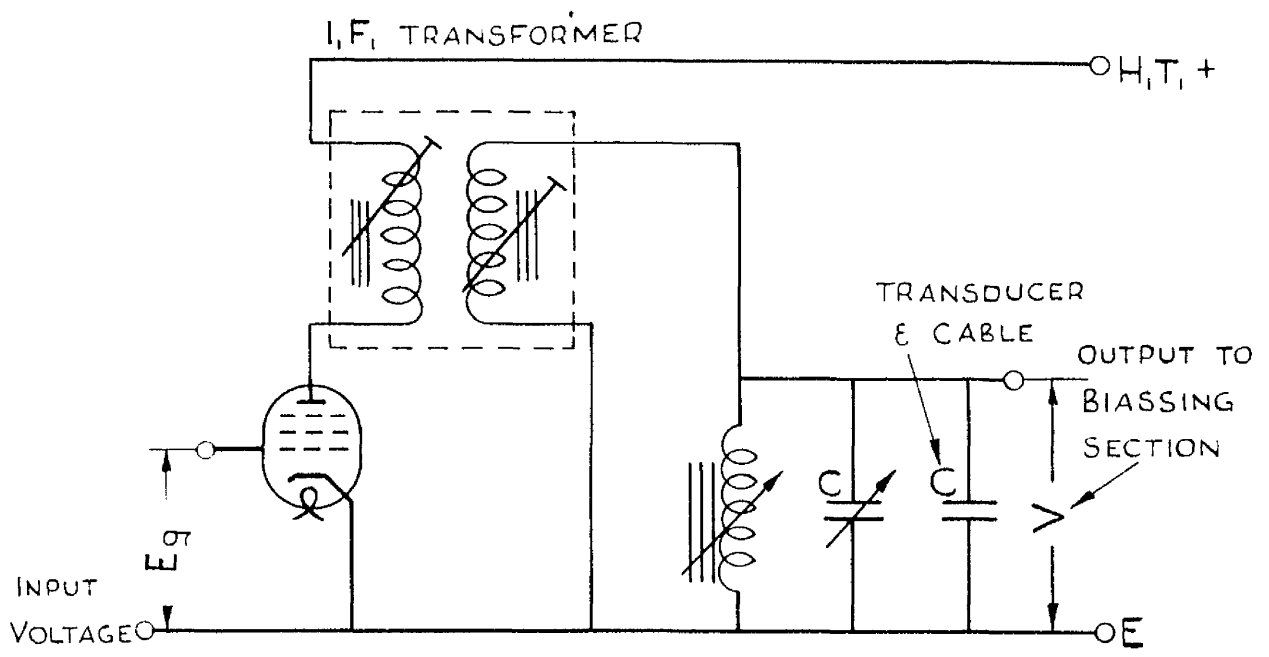 I.F. TRANSFORMER
H.T. +
TRANSDUCER
& CABLE
OUTPUT TO
BIASSING
SECTION
C
C
V
Eg
INPUT
VOLTAGE
E